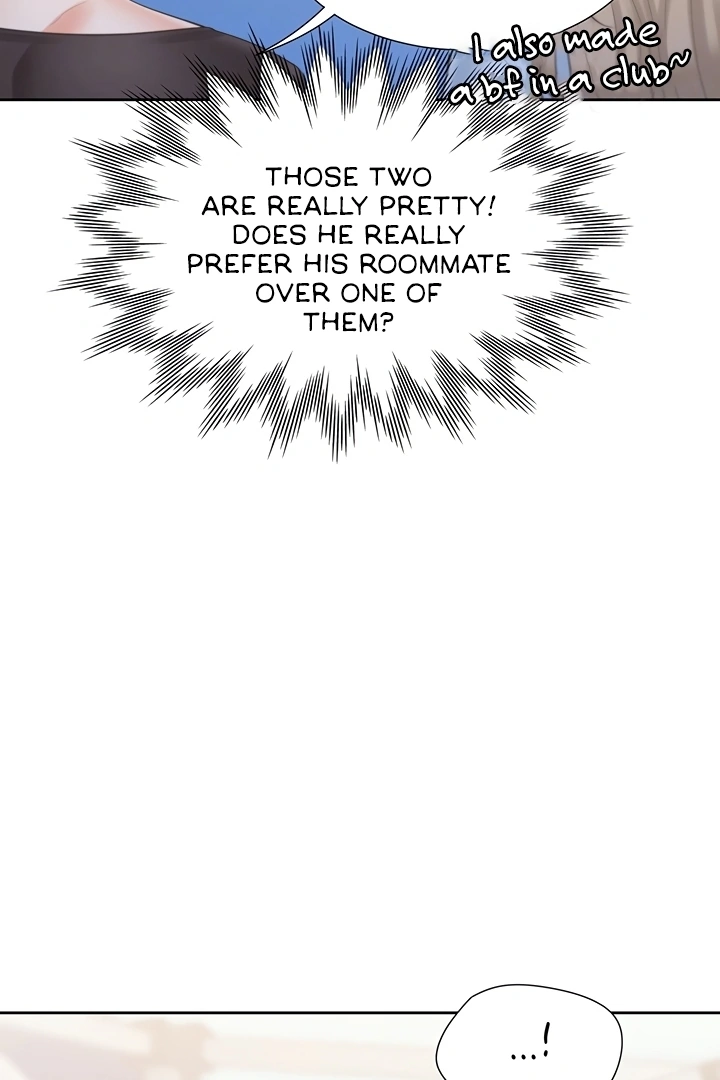 I also made
a bf in a club~
THOSE TWO
ARE REALLY PRETTY!
DOES HE REALLY
PREFER HIS ROOMMATE
OVER ONE OF
THEM?
...!